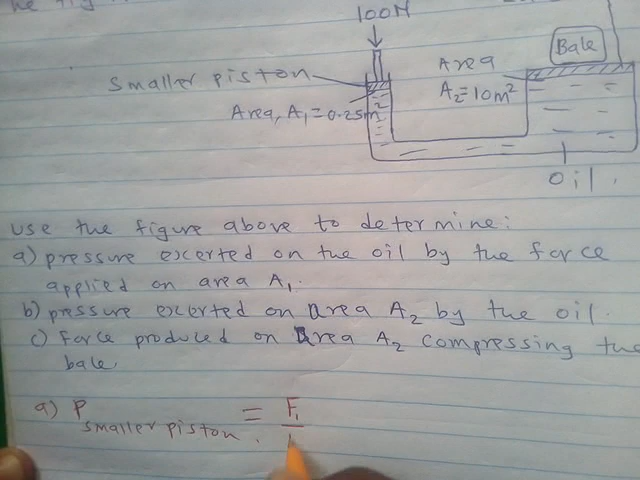 100N
Bale
smaller piston
Area
A₂=10m²
Area, A₁=0.25m²
oil.
use the figure above to determine:
a) pressure excerted on the oil by the force
applied on area A₁.
b) pressure excerted on area A₂ by the oil.
c) force produced on area A₂ compressing the
bale.
a) P smaller piston = F₁